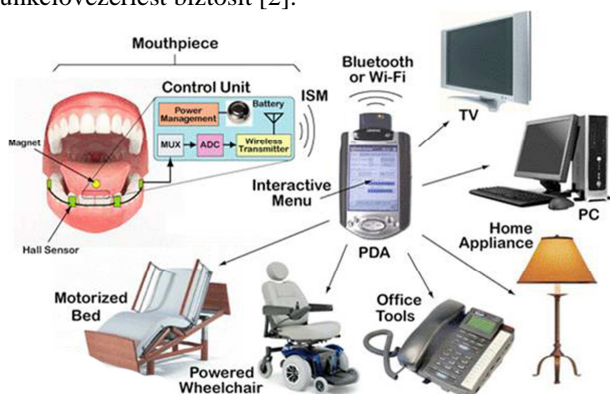 [2].
Mouthpiece
Control Unit
ISM
Power
Management
Battery
MUX
ADC
Wireless
Transmitter
Magnet
Hall Sensor
Bluetooth
or Wi-Fi
Interactive
Menu
PDA
TV
PC
Home
Appliance
Office
Tools
Powered
Wheelchair
Motorized
Bed